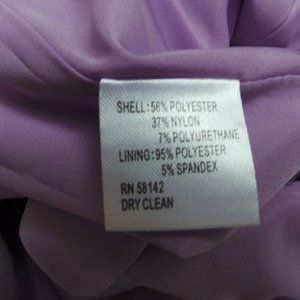 SHELL: 56% POLYESTER
37% NYLON
7% POLYURETHANE
LINING: 95% POLYESTER
5% SPANDEX
RN 58142
DRY CLEAN